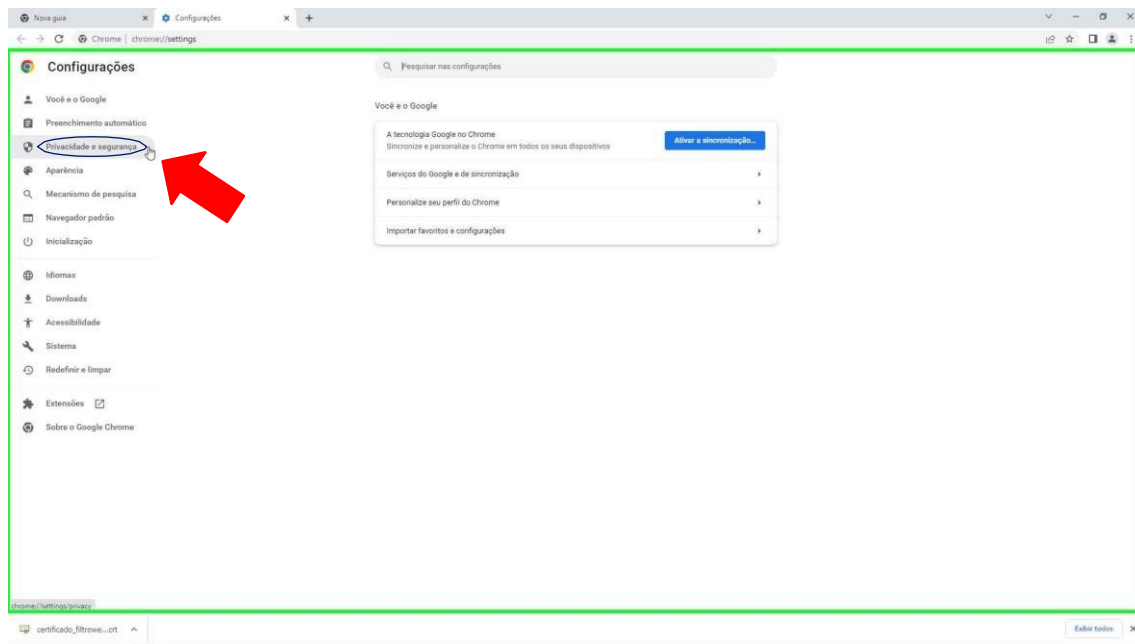 Nova guia
Configurações
Chrome | chrome://settings
Configurações
Pesquisar nas configurações
Você e o Google
Preenchimento automático
Privacidade e segurança
Aparência
Mecanismo de pesquisa
Navegador padrão
Inicialização
Idiomas
Downloads
Acessibilidade
Sistema
Redefinir e limpar
Extensões
Sobre o Google Chrome
Você e o Google
A tecnologia Google no Chrome
Sincronize e personalize o Chrome em todos os seus dispositivos
Ativar a sincronização...
Serviços do Google e de sincronização
Personalize seu perfil do Chrome
Importar favoritos e configurações
chrome://settings/privacy
certificado_filtrowe....crt
Exibir todos